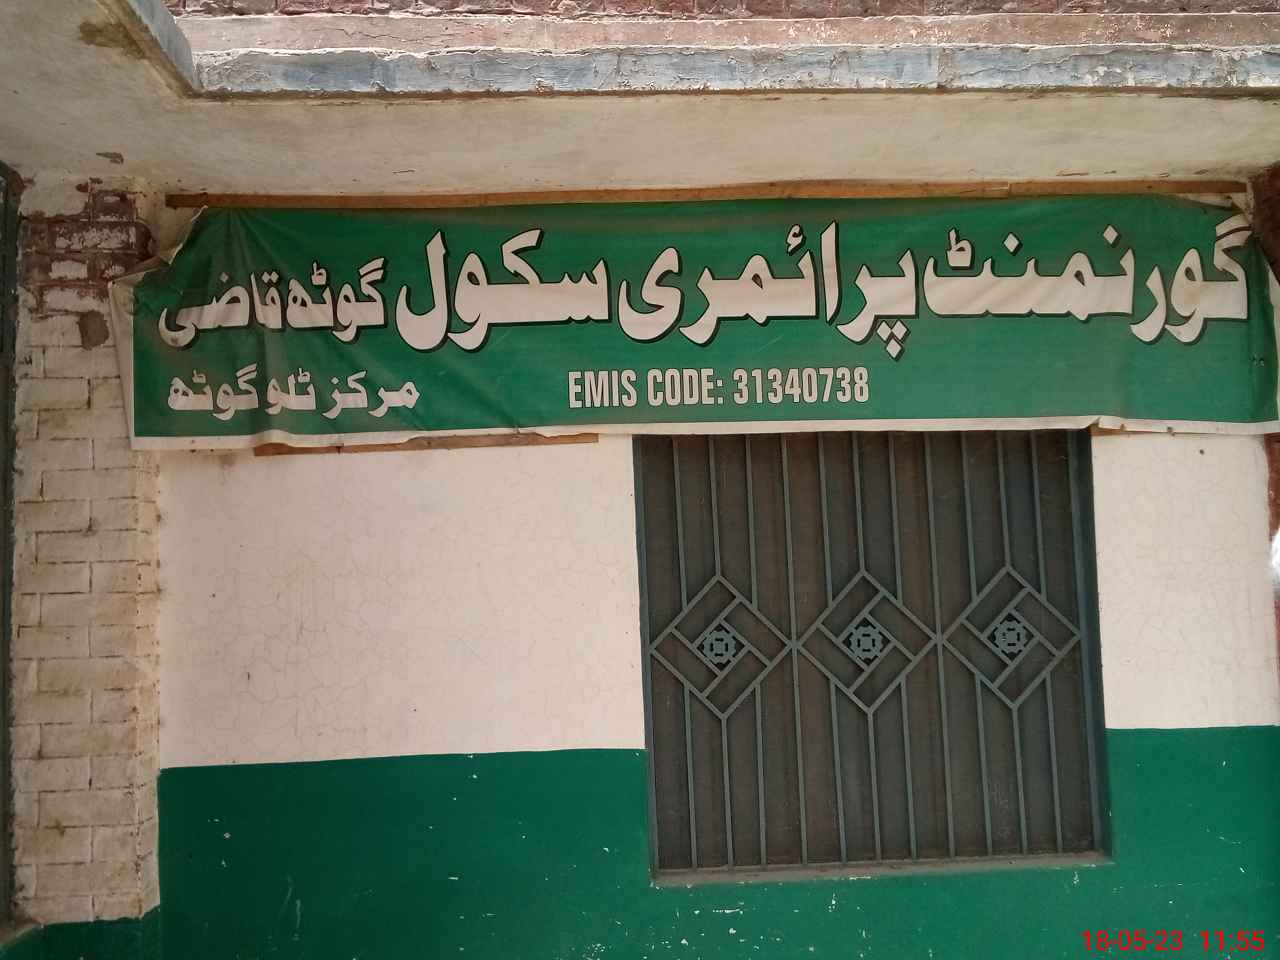 گورنمنٹ پرائمری سکول گوٹھ قاضی
EMIS CODE: 31340738
مرکز ٹلو گوٹھ
18-05-23 11:55